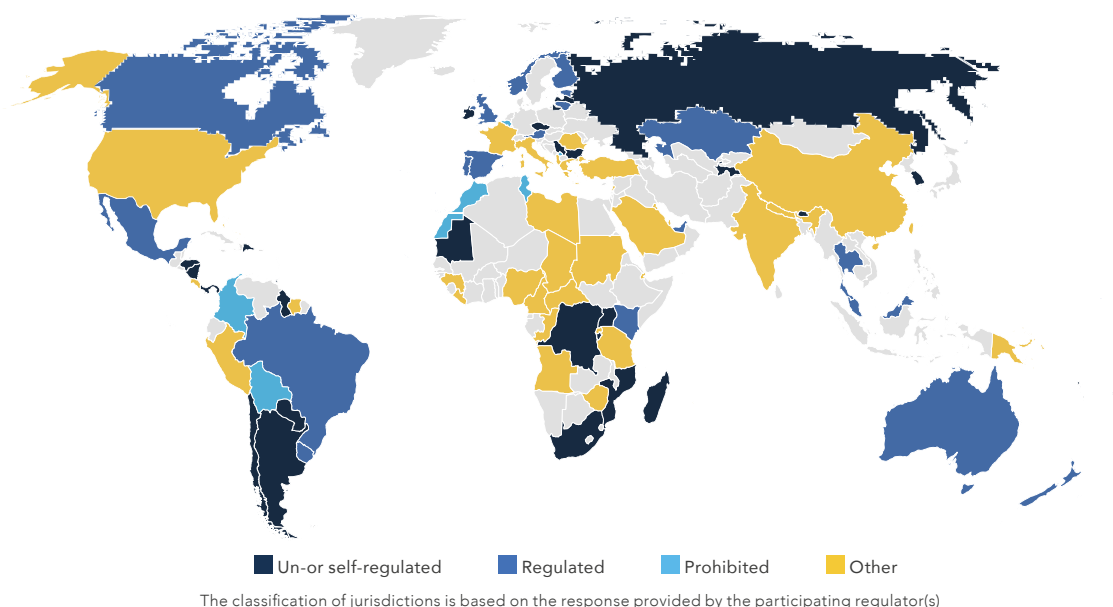 Un-or self-regulated
Regulated
Prohibited
Other
The classification of jurisdictions is based on the response provided by the participating regulator(s)